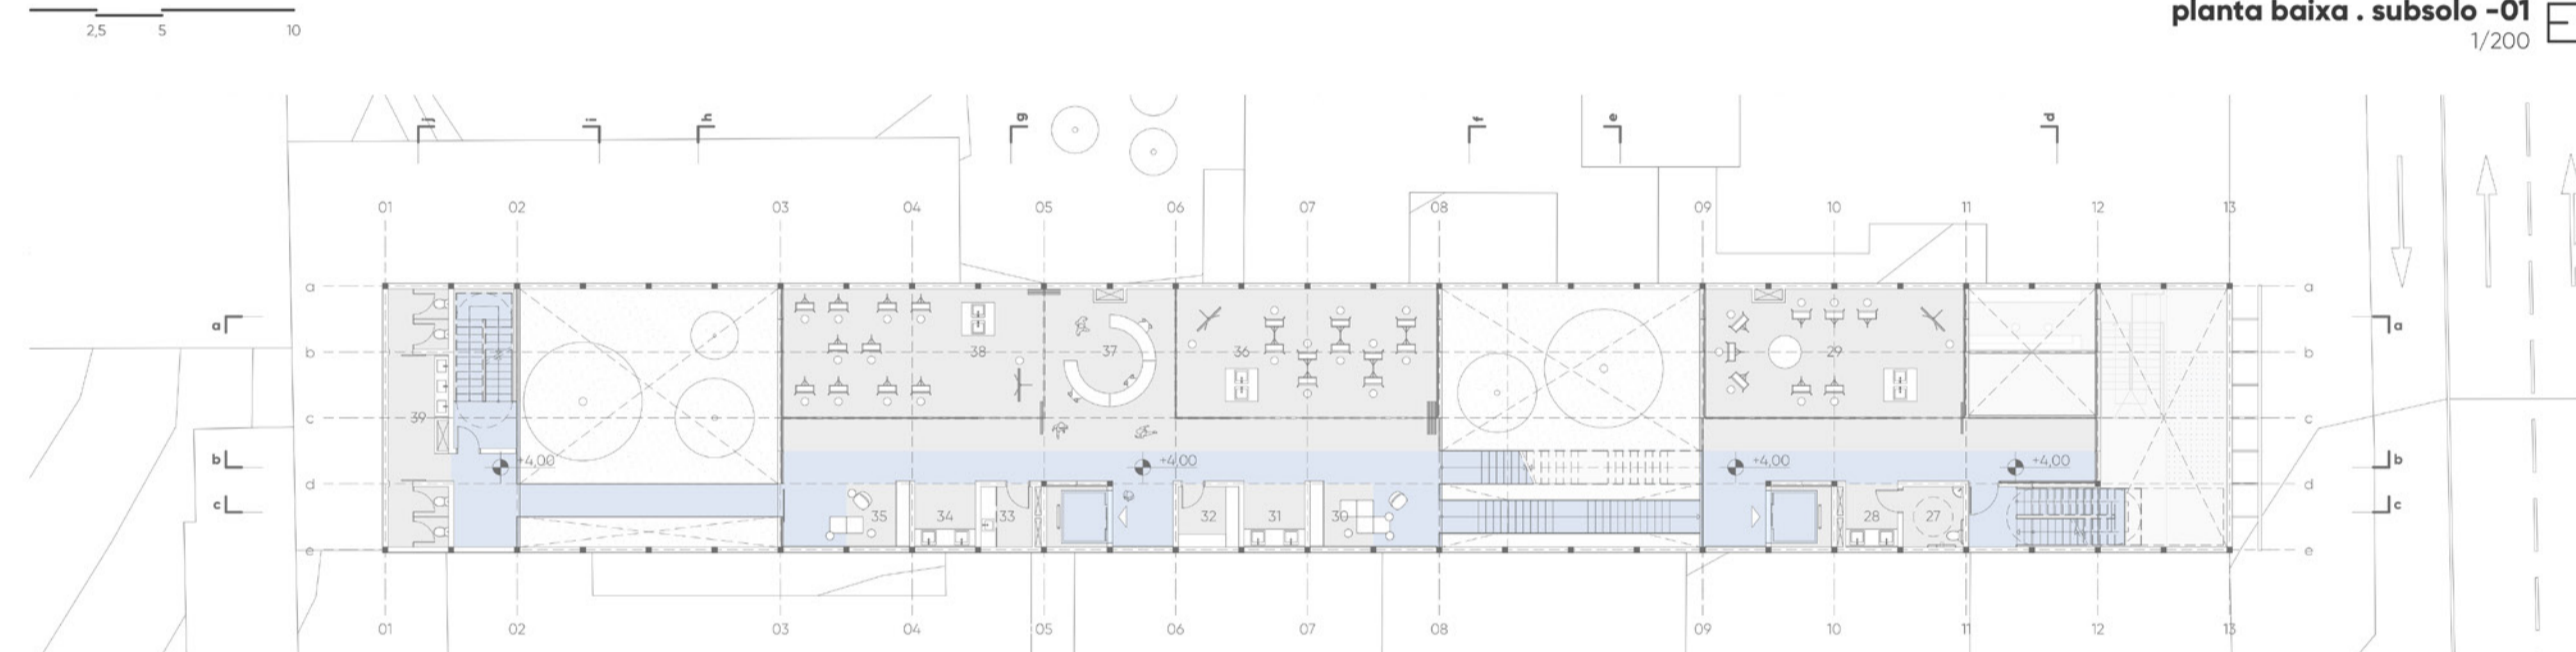 planta baixa . subsolo -01
1/200
2,5 5 10
j i h g f e d
01 02 03 04 05 06 07 08 09 10 11 12 13
a a
a a
b b
38 37 36 29
c 39 c
b +4,00 +4,00 +4,00 +4,00 b
d d
c 35 34 33 32 31 30 28 27 c
e e
01 02 03 04 05 06 07 08 09 10 11 12 13